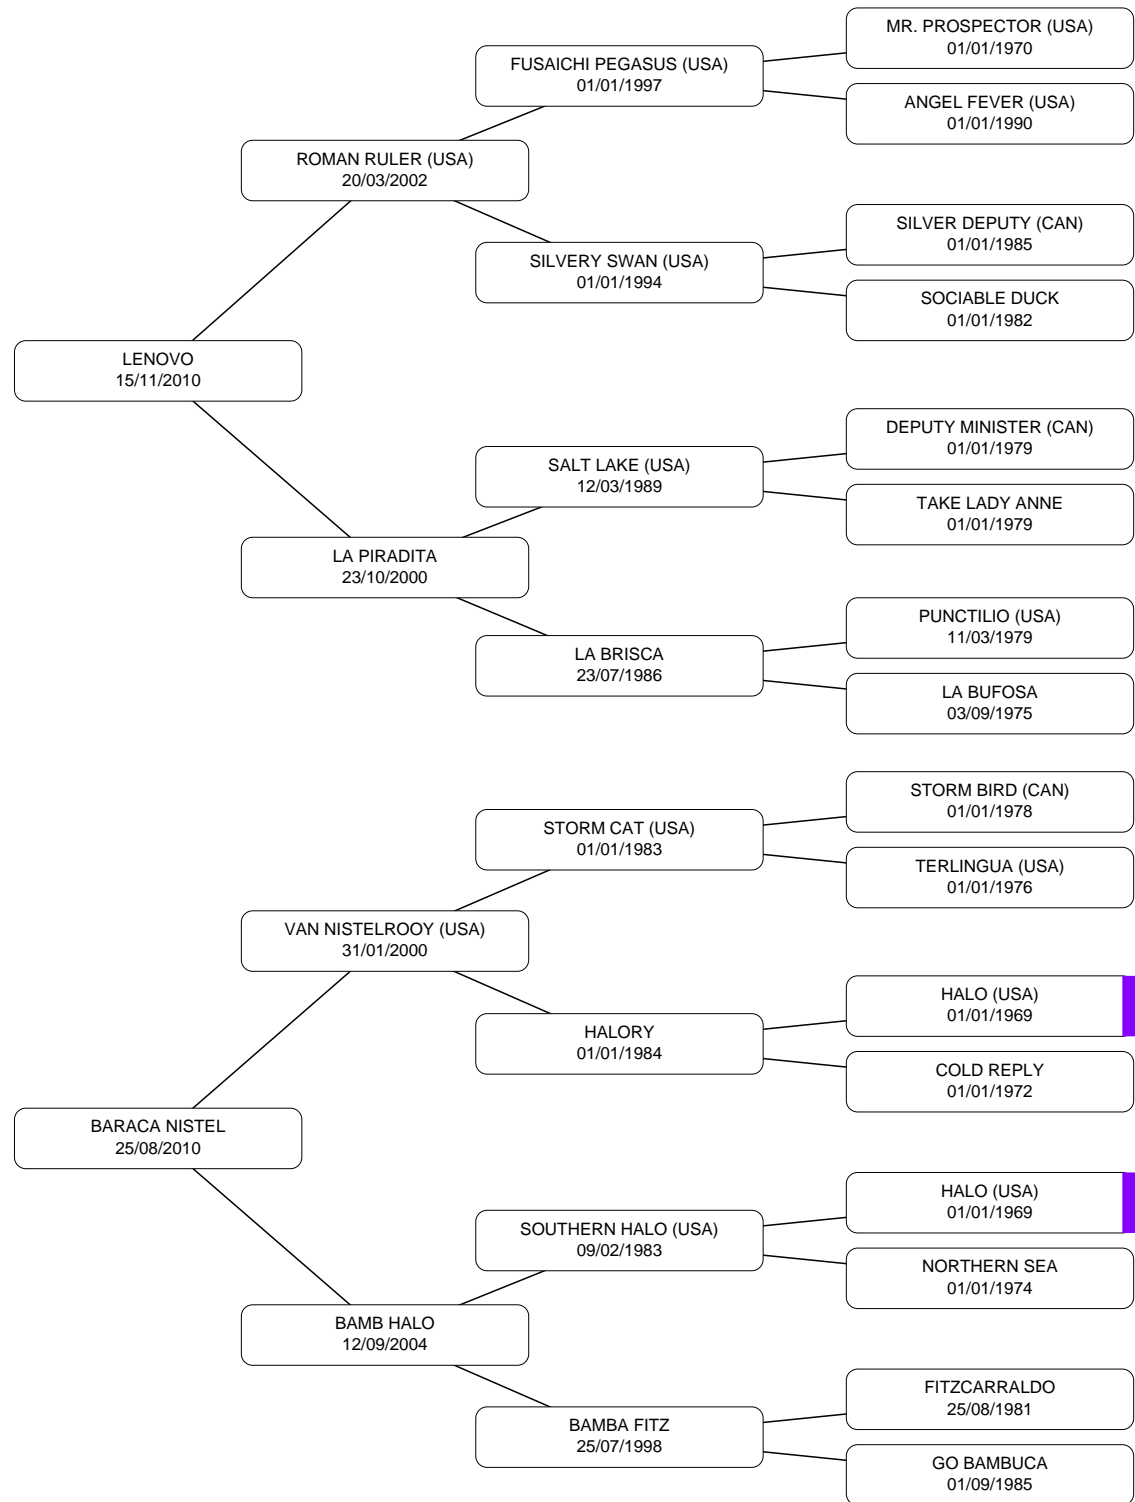 MR. PROSPECTOR (USA)
01/01/1970
FUSAICHI PEGASUS (USA)
01/01/1997
ANGEL FEVER (USA)
01/01/1990
ROMAN RULER (USA)
20/03/2002
SILVER DEPUTY (CAN)
01/01/1985
SILVERY SWAN (USA)
01/01/1994
SOCIABLE DUCK
01/01/1982
LENOVO
15/11/2010
DEPUTY MINISTER (CAN)
01/01/1979
SALT LAKE (USA)
12/03/1989
TAKE LADY ANNE
01/01/1979
LA PIRADITA
23/10/2000
PUNCTILIO (USA)
11/03/1979
LA BRISCA
23/07/1986
LA BUFOSA
03/09/1975
STORM BIRD (CAN)
01/01/1978
STORM CAT (USA)
01/01/1983
TERLINGUA (USA)
01/01/1976
VAN NISTELROOY (USA)
31/01/2000
HALO (USA)
01/01/1969
HALORY
01/01/1984
COLD REPLY
01/01/1972
BARACA NISTEL
25/08/2010
HALO (USA)
01/01/1969
SOUTHERN HALO (USA)
09/02/1983
NORTHERN SEA
01/01/1974
BAMB HALO
12/09/2004
FITZCARRALDO
25/08/1981
BAMBA FITZ
25/07/1998
GO BAMBUCA
01/09/1985